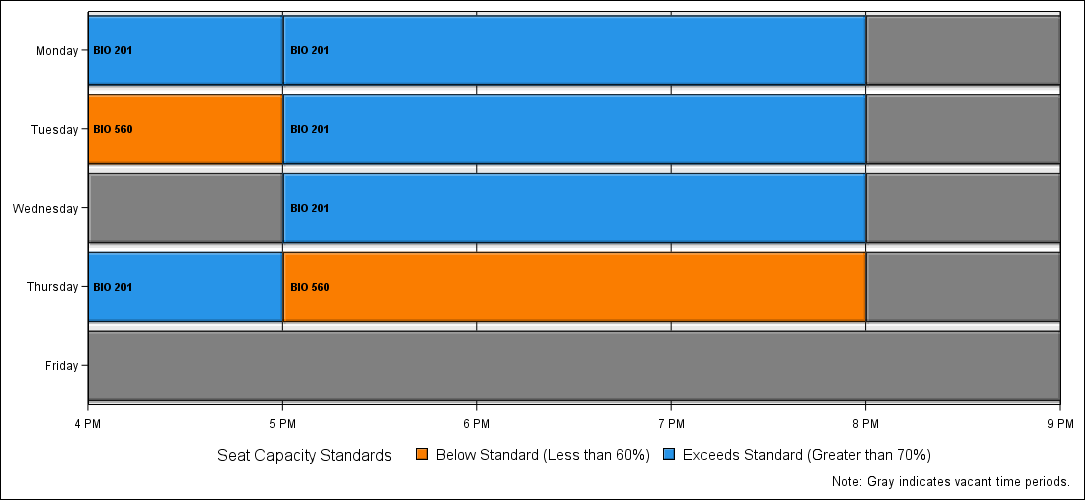 Monday BIO 201 BIO 201
Tuesday BIO 560 BIO 201
Wednesday BIO 201
Thursday BIO 201 BIO 560
Friday
4 PM 5 PM 6 PM 7 PM 8 PM 9 PM
Seat Capacity Standards Below Standard (Less than 60%) Exceeds Standard (Greater than 70%)
Note: Gray indicates vacant time periods.